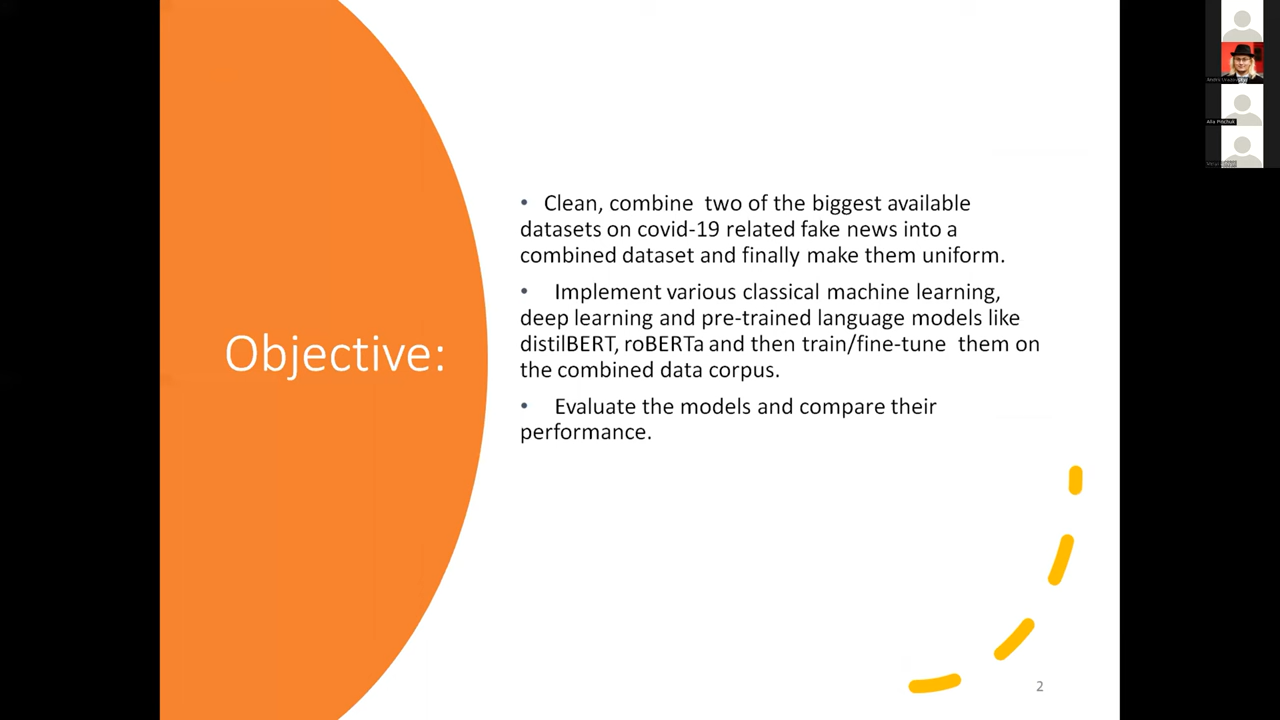 Objective:
• Clean, combine two of the biggest available
datasets on covid-19 related fake news into a
combined dataset and finally make them uniform.
• Implement various classical machine learning,
deep learning and pre-trained language models like
distilBERT, roBERTa and then train/fine-tune them on
the combined data corpus.
• Evaluate the models and compare their
performance.
2
Alla Pinchuk